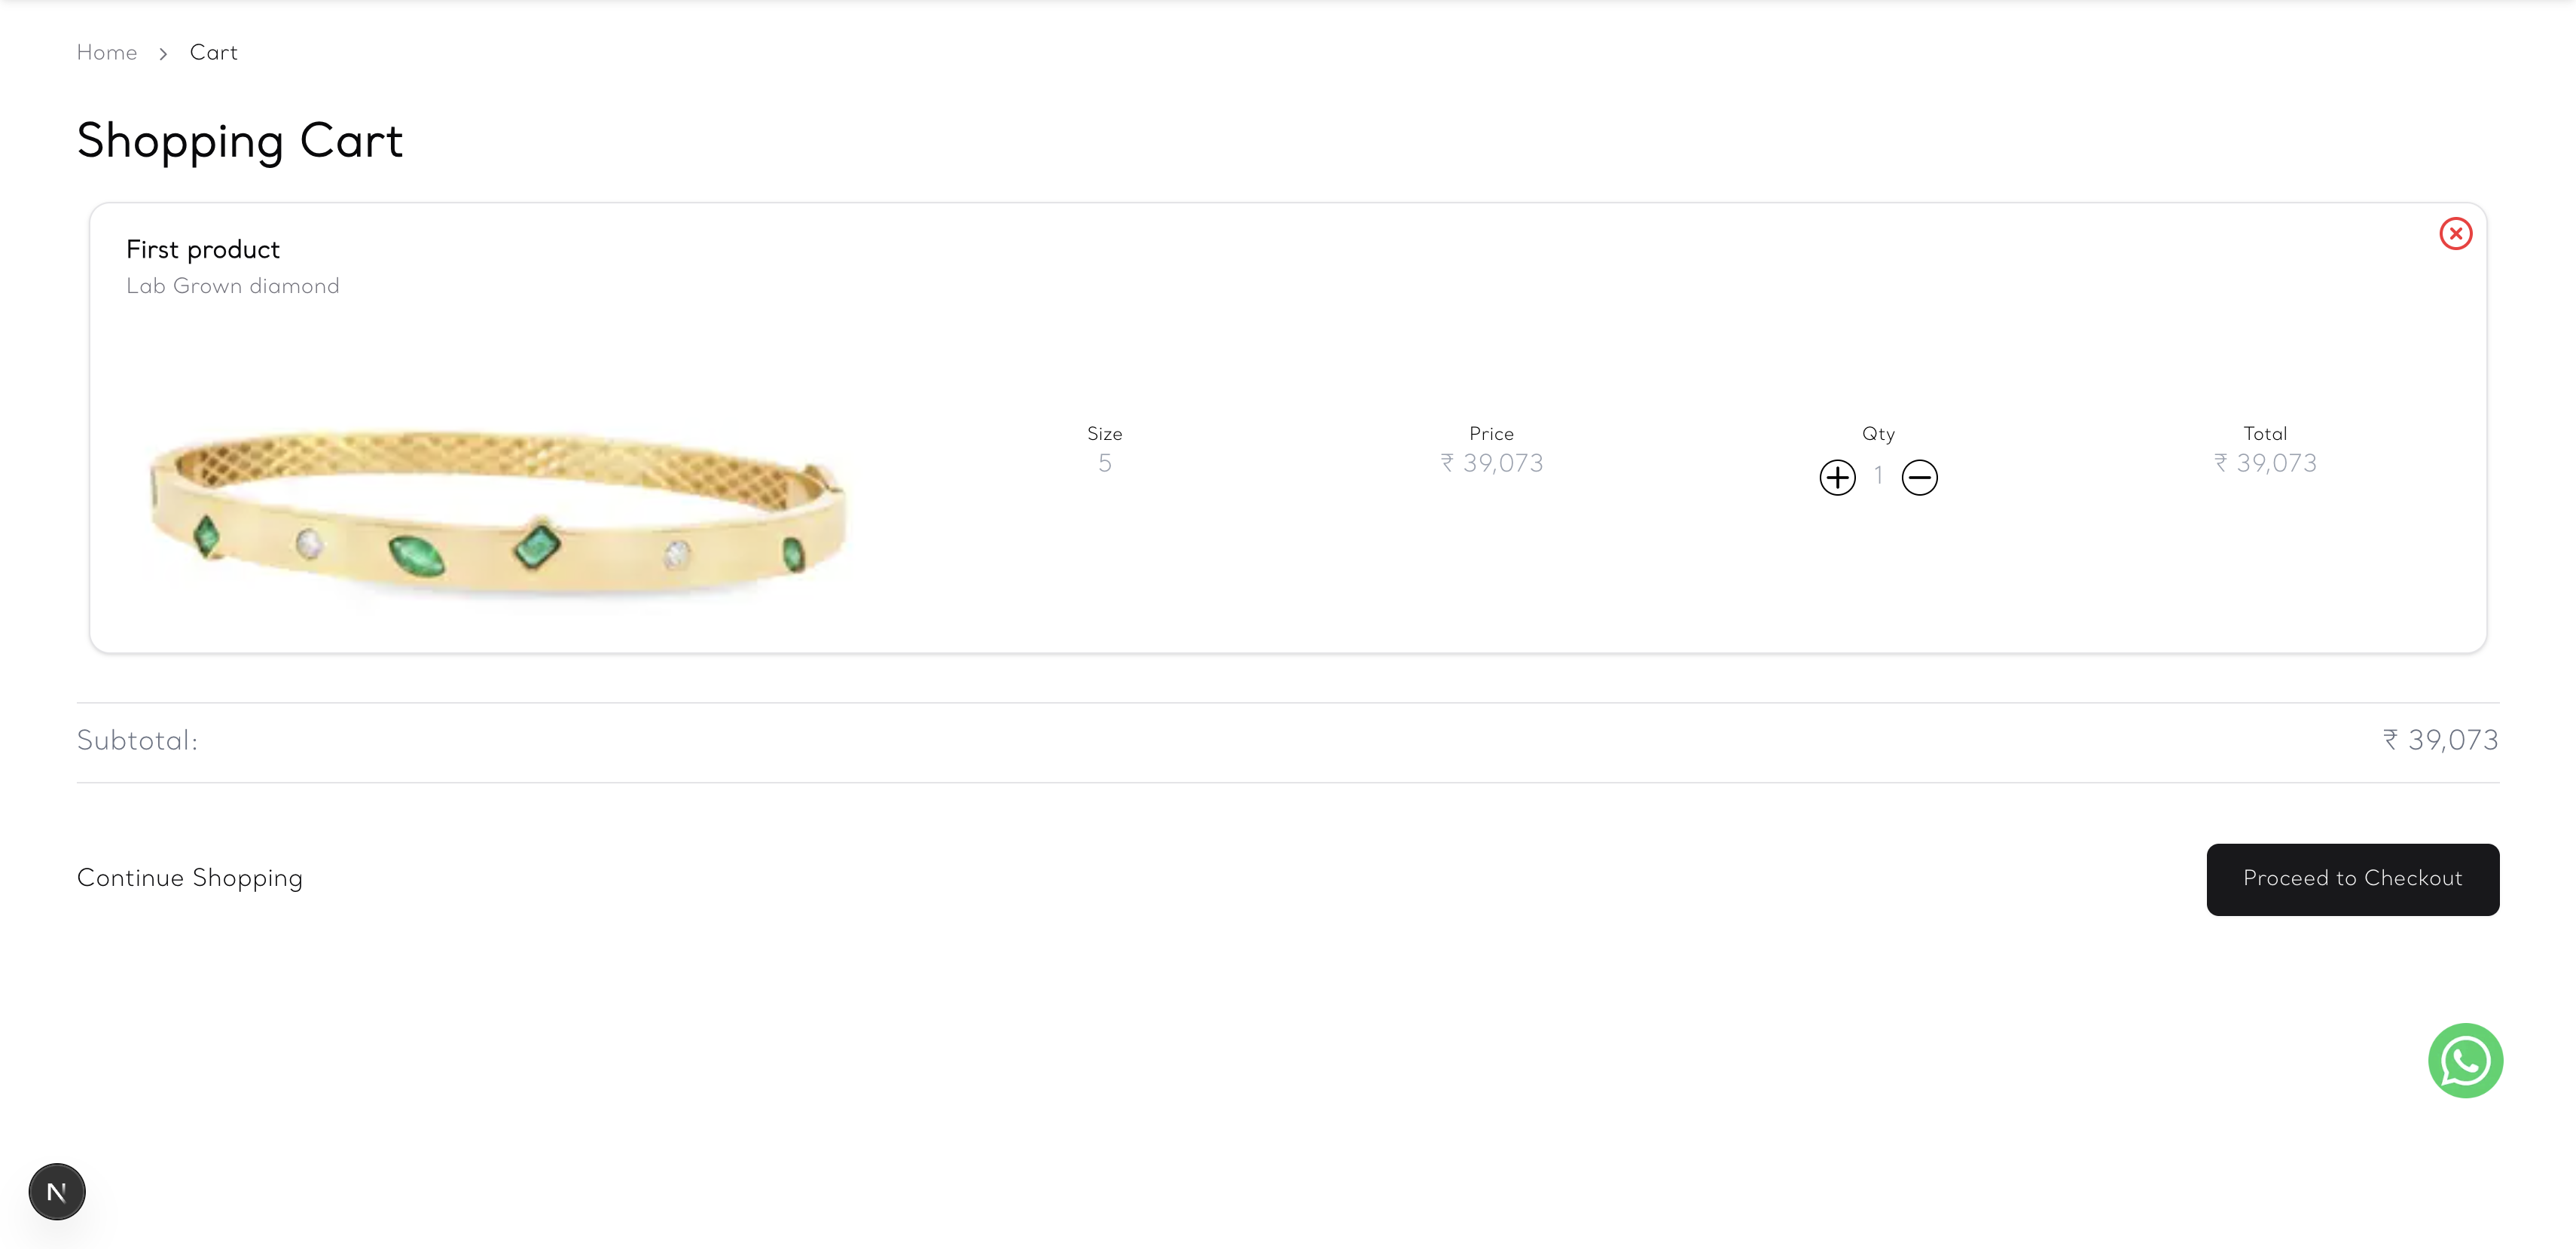 Home > Cart
Shopping Cart
First product
Lab Grown diamond
Size
5
Price
₹ 39,073
Qty
1
Total
₹ 39,073
Subtotal:
₹ 39,073
Continue Shopping
Proceed to Checkout
N